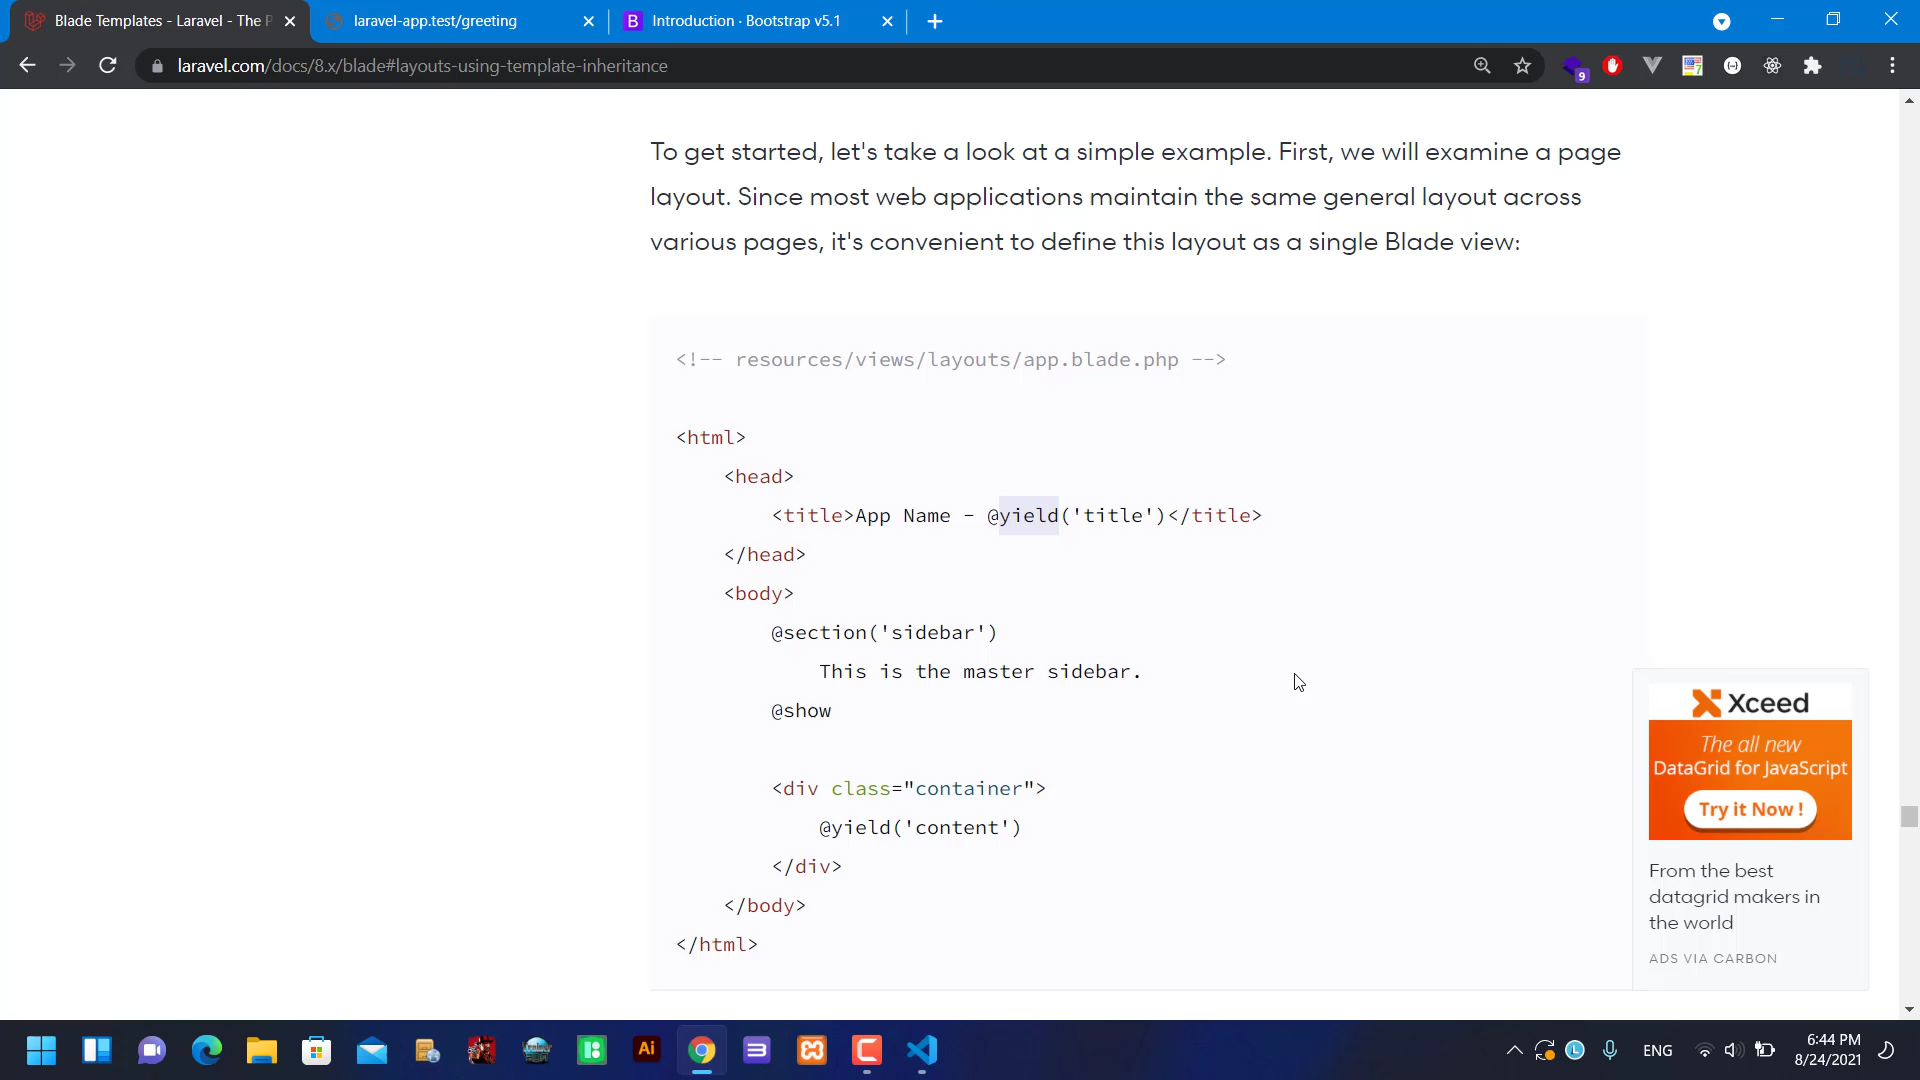 Blade Templates - Laravel - The P
laravel-app.test/greeting
B
Introduction · Bootstrap v5.1
laravel.com/docs/8.x/blade#layouts-using-template-inheritance
9
To get started, let's take a look at a simple example. First, we will examine a page
layout. Since most web applications maintain the same general layout across
various pages, it's convenient to define this layout as a single Blade view:
<!-- resources/views/layouts/app.blade.php -->
<html>
<head>
<title>App Name - @yield('title')</title>
</head>
<body>
@section('sidebar')
This is the master sidebar.
@show
<div class="container">
@yield('content')
</div>
</body>
</html>
Xceed
The all new
DataGrid for JavaScript
Try it Now !
From the best
datagrid makers in
the world
ADS VIA CARBON
Ai
L
ENG
6:44 PM
8/24/2021